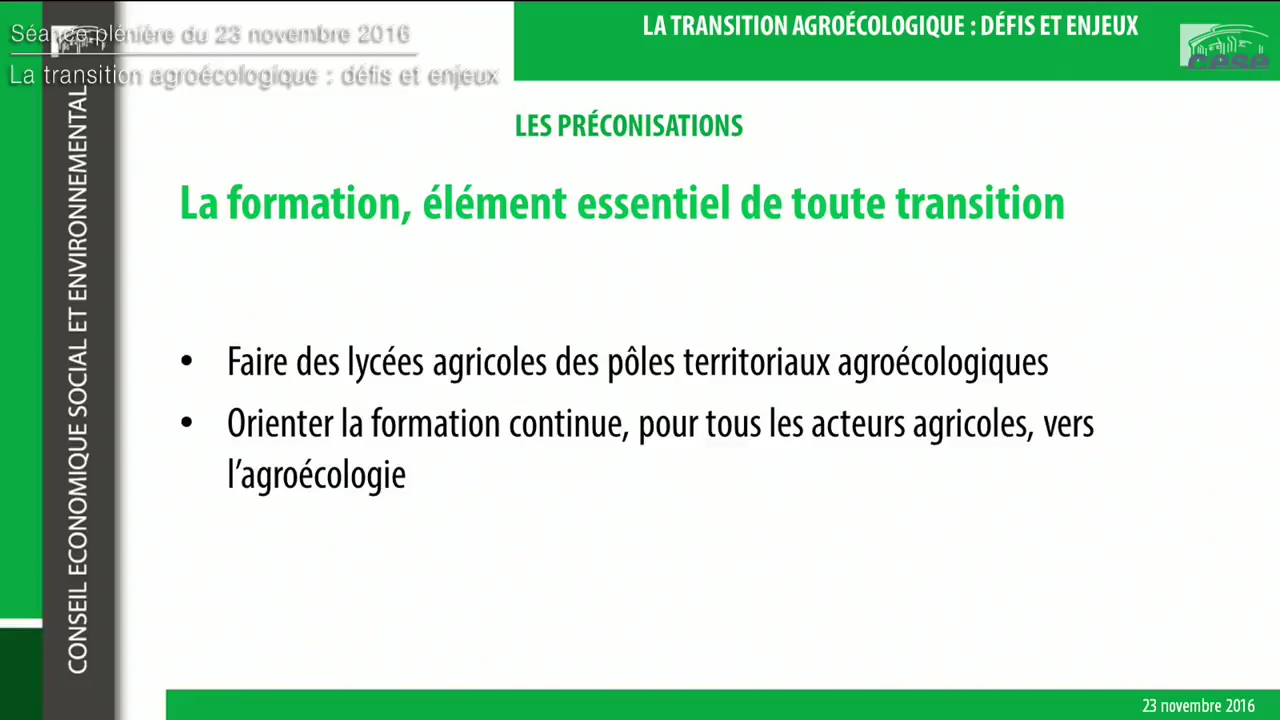 Séance plénière du 23 novembre 2016
La transition agroécologique : défis et enjeux
LA TRANSITION AGROÉCOLOGIQUE : DÉFIS ET ENJEUX
CESE
CONSEIL ECONOMIQUE SOCIAL ET ENVIRONNEMENTAL
LES PRÉCONISATIONS
La formation, élément essentiel de toute transition
• Faire des lycées agricoles des pôles territoriaux agroécologiques
• Orienter la formation continue, pour tous les acteurs agricoles, vers
l’agroécologie
23 novembre 2016